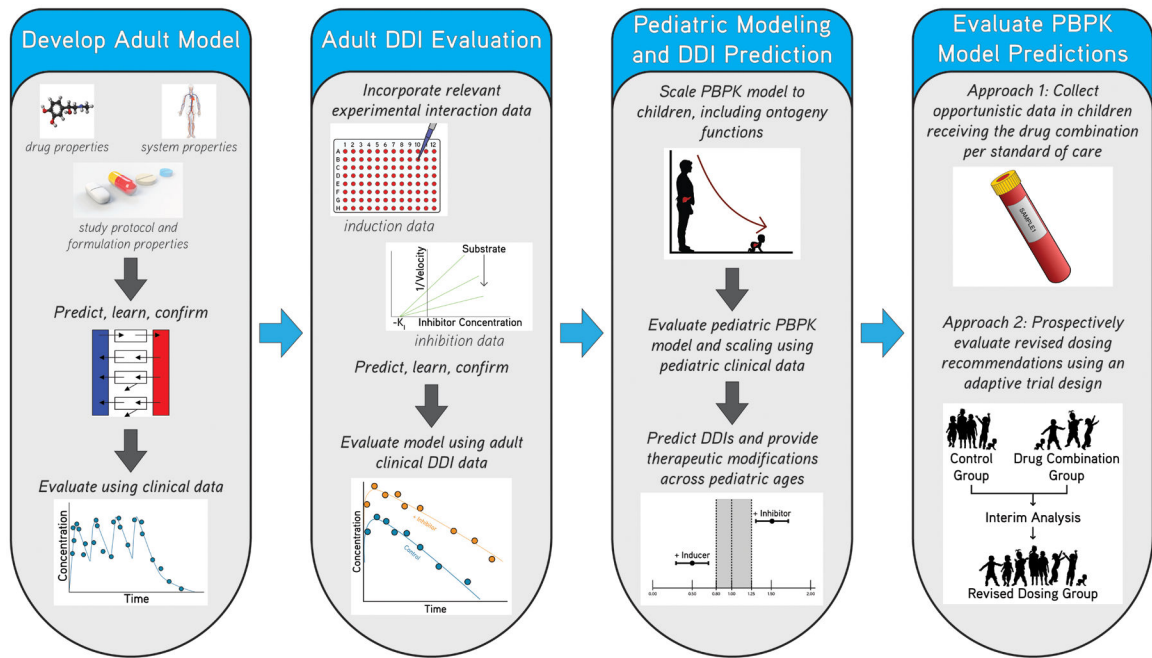 Develop Adult Model
drug properties
system properties
study protocol and
formulation properties
Predict, learn, confirm
Evaluate using clinical data
Concentration
Time
Adult DDI Evaluation
Incorporate relevant
experimental interaction data
1 2 3 4 5 6 7 8 9 10 11 12
A
B
C
D
E
F
G
H
induction data
1/Velocity
Substrate
-Ki
Inhibitor Concentration
inhibition data
Predict, learn, confirm
Evaluate model using adult
clinical DDI data
Concentration
+ Inhibitor
Control
Time
Pediatric Modeling
and DDI Prediction
Scale PBPK model to
children, including ontogeny
functions
Evaluate pediatric PBPK
model and scaling using
pediatric clinical data
Predict DDIs and provide
therapeutic modifications
across pediatric ages
+ Inhibitor
+ Inducer
0.00 0.50 0.80 1.00 1.25 1.50 2.00
Evaluate PBPK
Model Predictions
Approach 1: Collect
opportunistic data in children
receiving the drug combination
per standard of care
SAMPLE1
Approach 2: Prospectively
evaluate revised dosing
recommendations using an
adaptive trial design
Control
Group
Drug Combination
Group
Interim Analysis
Revised Dosing Group